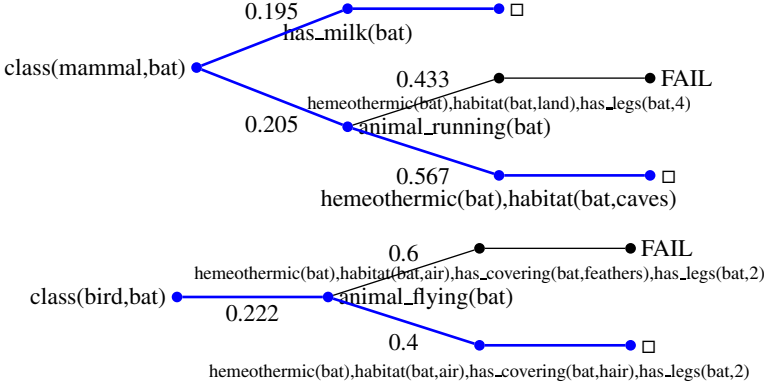 0.195
has_milk(bat)
class(mammal,bat)
0.433
FAIL
hemeothermic(bat),habitat(bat,land),has_legs(bat,4)
0.205
animal_running(bat)
0.567
hemeothermic(bat),habitat(bat,caves)
0.6
FAIL
hemeothermic(bat),habitat(bat,air),has_covering(bat,feathers),has_legs(bat,2)
class(bird,bat)
animal_flying(bat)
0.222
0.4
hemeothermic(bat),habitat(bat,air),has_covering(bat,hair),has_legs(bat,2)